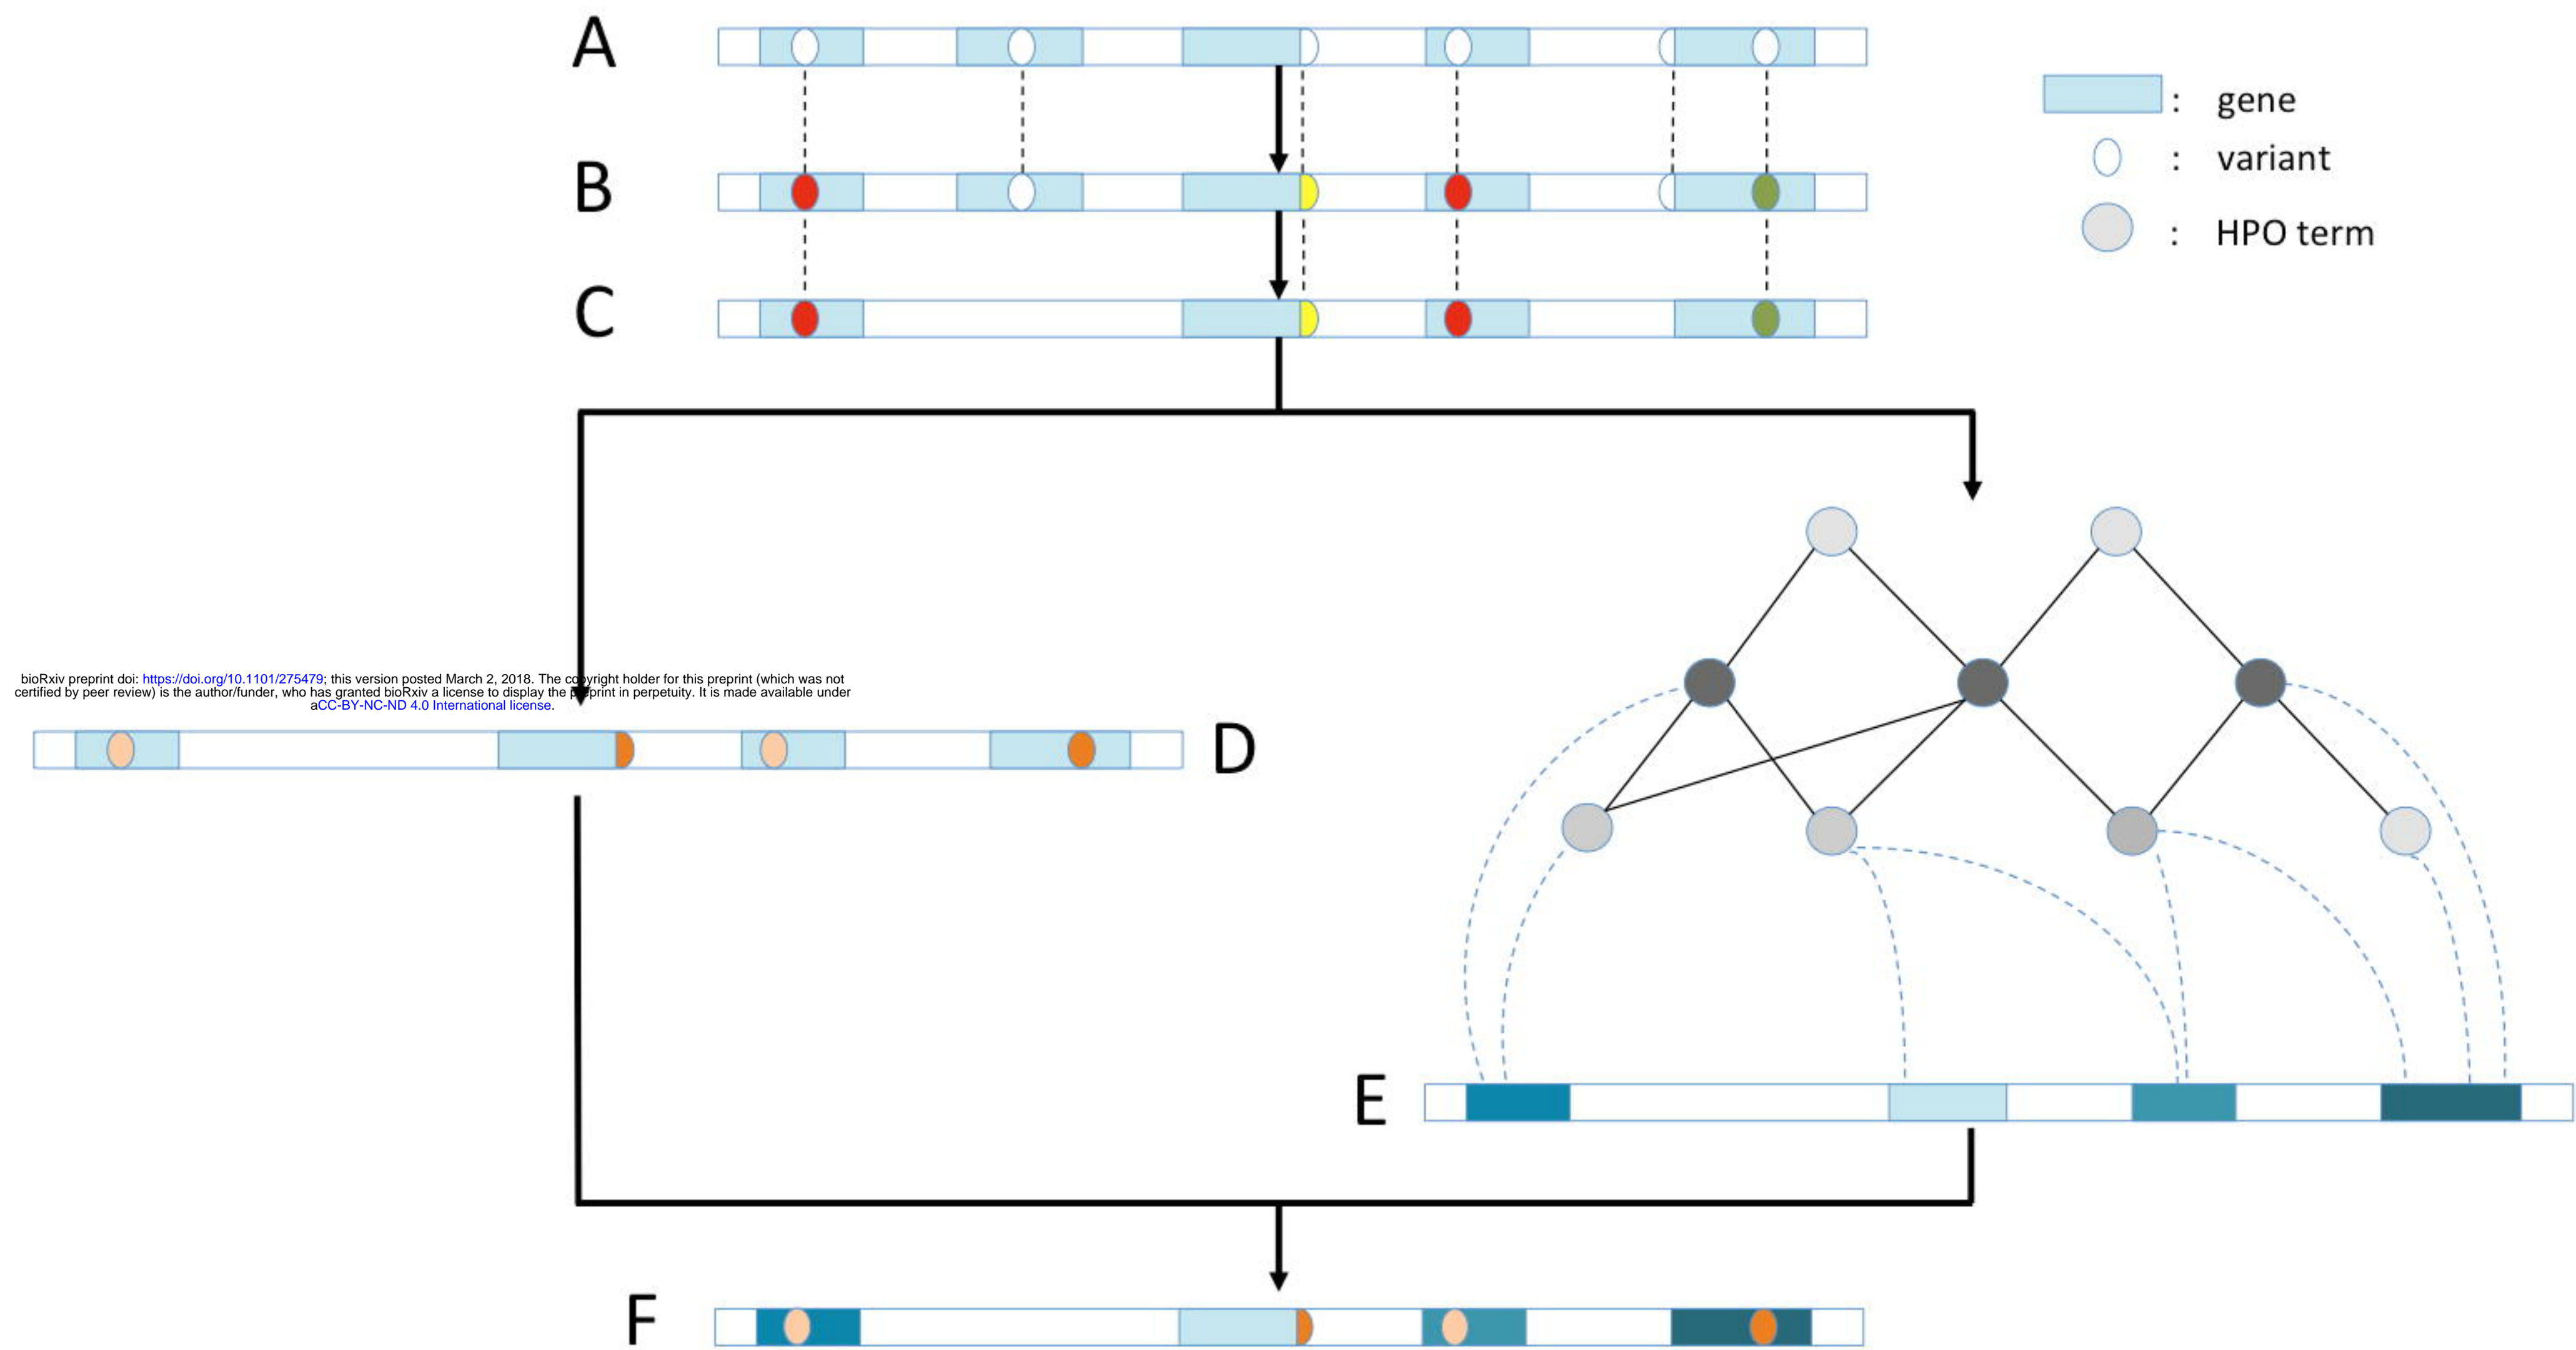 A
: gene
B
: variant
: HPO term
C
bioRxiv preprint doi: https://doi.org/10.1101/275479; this version posted March 2, 2018. The copyright holder for this preprint (which was not
certified by peer review) is the author/funder, who has granted bioRxiv a license to display the preprint in perpetuity. It is made available under
aCC-BY-NC-ND 4.0 International license.
D
E
F